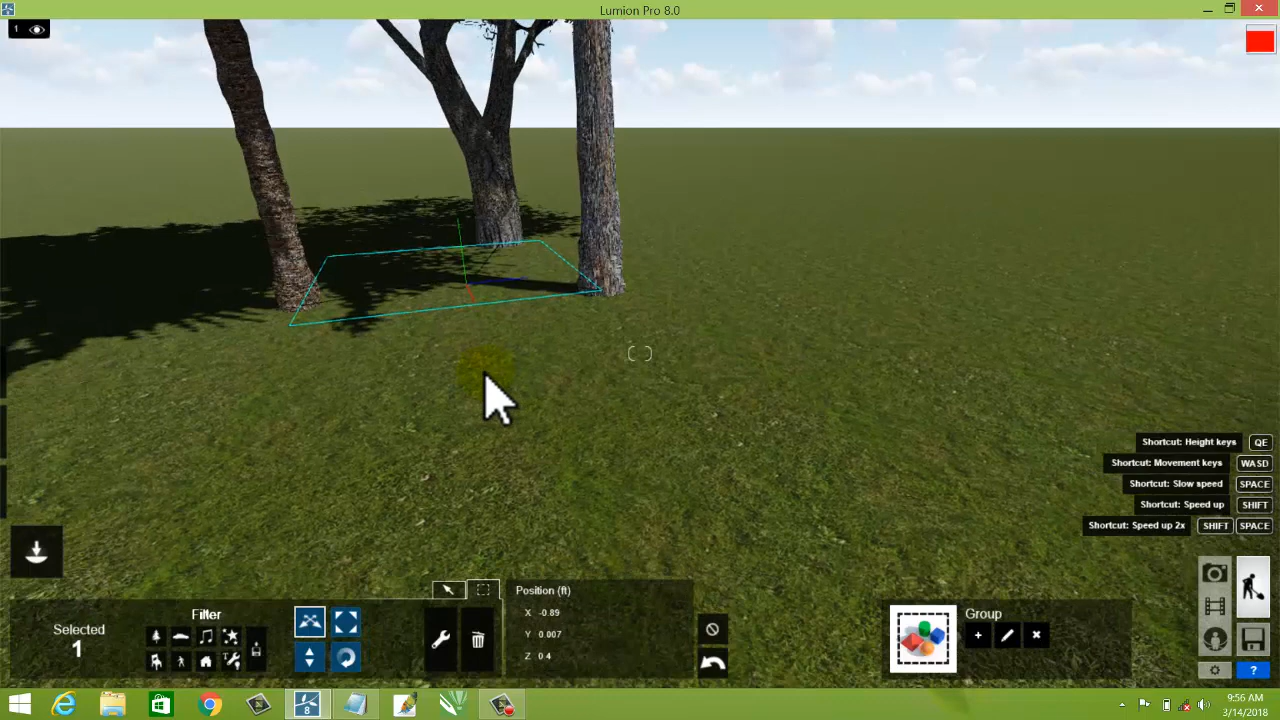 Lumion Pro 8.0
1
Shortcut: Height keys QE
Shortcut: Movement keys WASD
Shortcut: Slow speed SPACE
Shortcut: Speed up SHIFT
Shortcut: Speed up 2x SHIFT SPACE
Selected
1
Filter
Position (ft)
X -0.89
Y 0.007
Z 0.4
Group
?
8
9:56 AM
3/14/2018